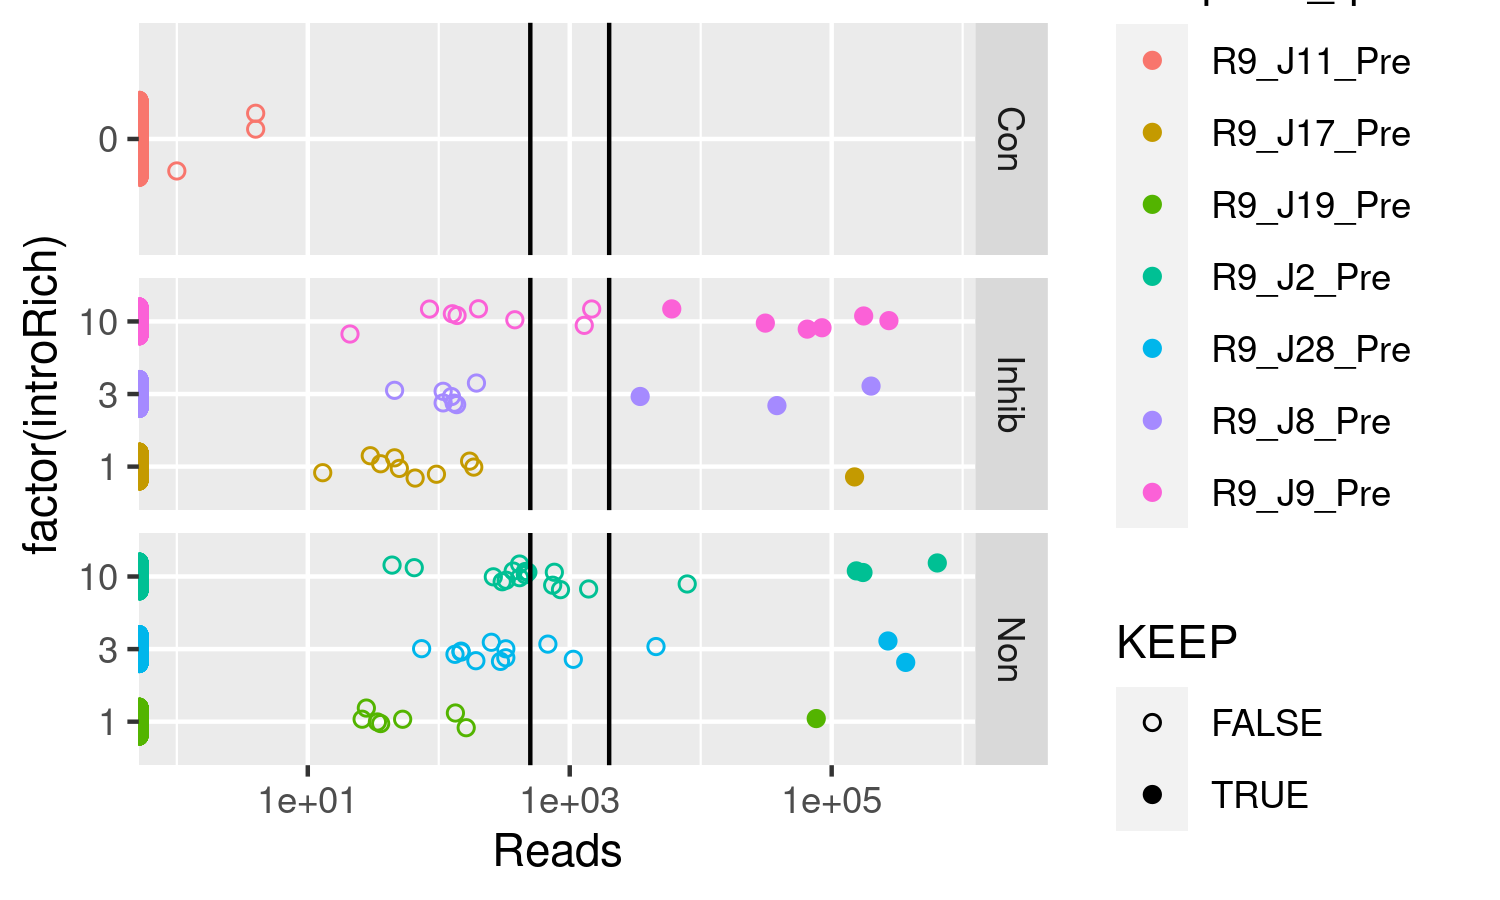 R9_J11_Pre
R9_J17_Pre
R9_J19_Pre
R9_J2_Pre
R9_J28_Pre
R9_J8_Pre
R9_J9_Pre
KEEP
FALSE
TRUE
factor(introRich)
0
Con
10
3
1
Inhib
10
3
1
Non
1e+01 1e+03 1e+05
Reads